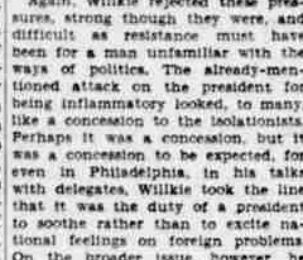 Again, Willkie rejected these pres-
sures, strong though they were, and
difficult as resistance must have
been for a man unfamiliar with the
ways of politics. The already-men-
tioned attack on the president for
being inflammatory looked, to many,
like a concession to the isolationists.
Perhaps it was a concession, but it
was a concession to be expected, for
even in Philadelphia, in his talks
with delegates, Willkie took the line
that it was the duty of a president
to soothe rather than to excite na-
tional feelings on foreign problems.
On the broader issue, however, he